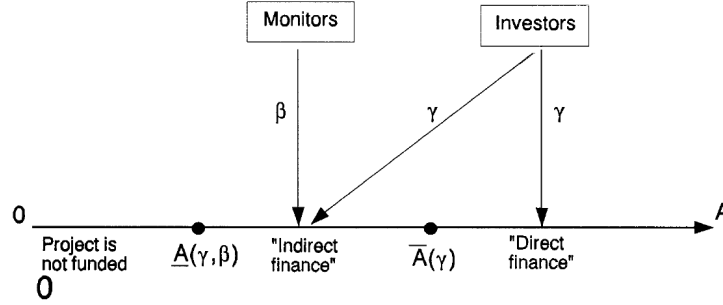 Monitors
Investors
β
γ
γ
0
A
Project is
not funded
A(γ,β)
"Indirect
finance"
A̅(γ)
"Direct
finance"
0